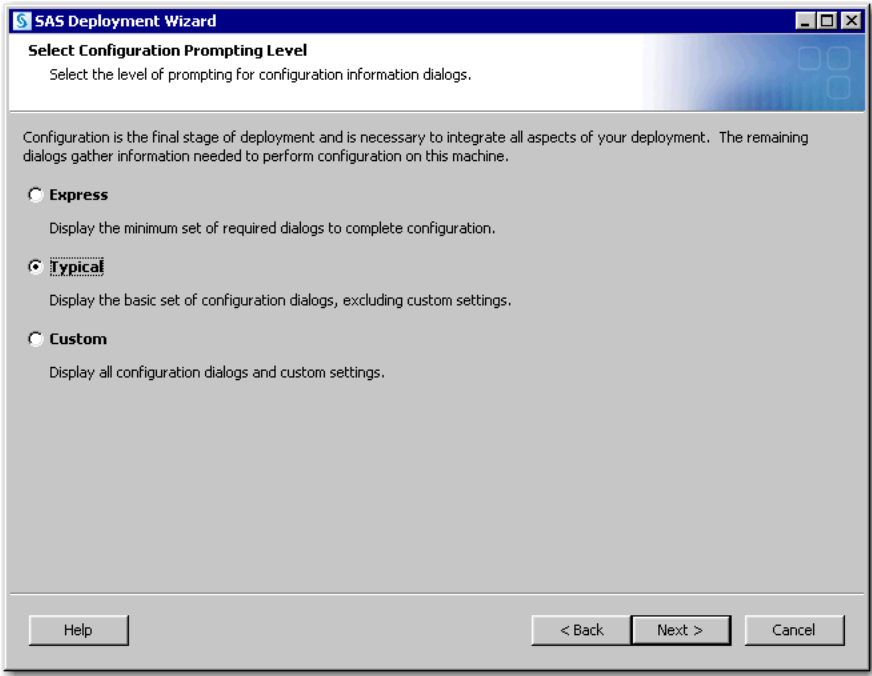 SAS Deployment Wizard
Select Configuration Prompting Level
Select the level of prompting for configuration information dialogs.
Configuration is the final stage of deployment and is necessary to integrate all aspects of your deployment. The remaining
dialogs gather information needed to perform configuration on this machine.
Express
Display the minimum set of required dialogs to complete configuration.
Typical
Display the basic set of configuration dialogs, excluding custom settings.
Custom
Display all configuration dialogs and custom settings.
Help < Back Next > Cancel